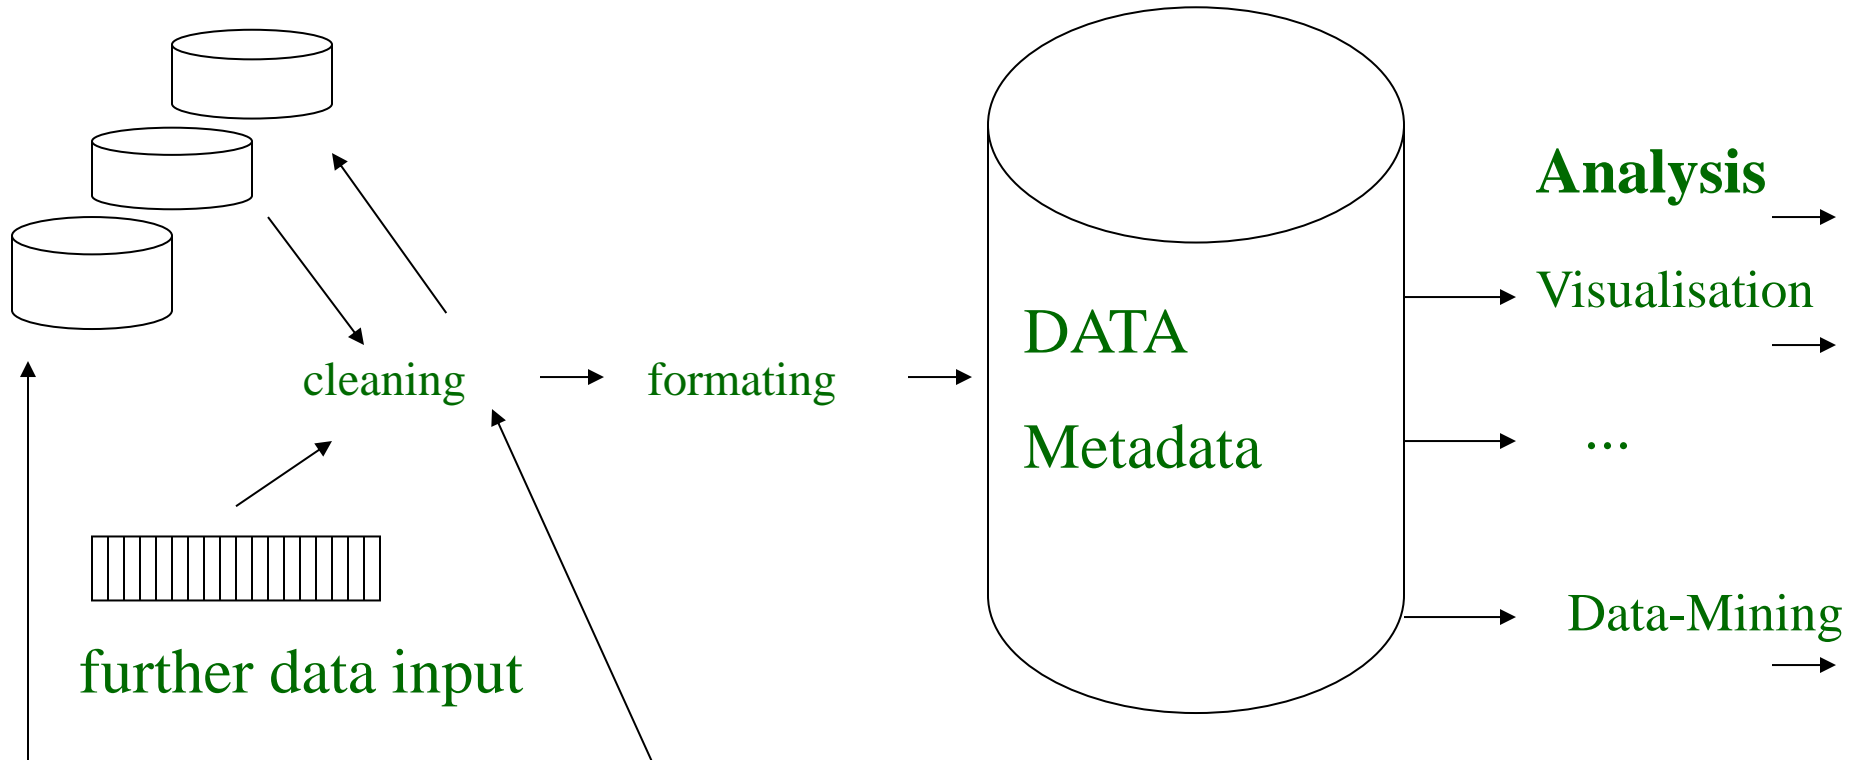 Analysis
Visualisation
DATA
cleaning
formating
Metadata
...
Data-Mining
further data input